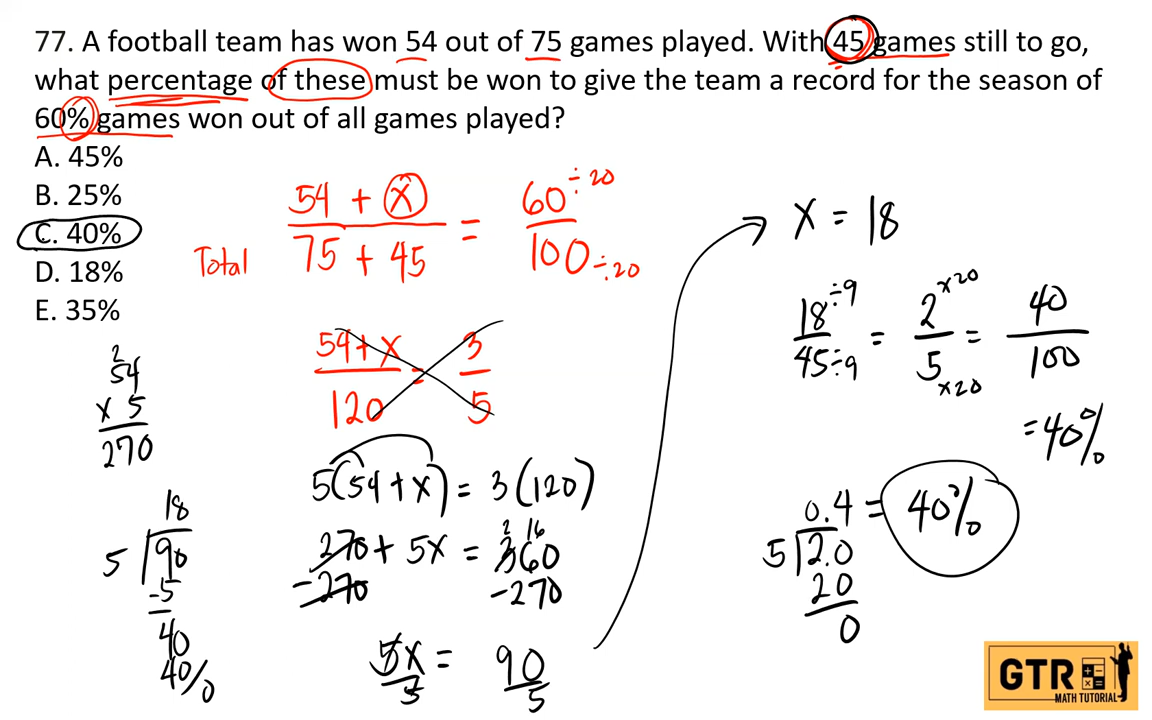 77. A football team has won 54 out of 75 games played. With 45 games still to go,
what percentage of these must be won to give the team a record for the season of
60% games won out of all games played?
A. 45%
B. 25%
C. 40%
D. 18%
E. 35%
Total
54 + x
75 + 45
=
60 ÷20
100 ÷20
54 + x
120
=
3
5
5(54 + x) = 3(120)
270 + 5x = 360
2 16
-270 -270
5x = 90
5 5
2
54
x 5
270
18
5 90
-5
40
40%
x = 18
18 ÷9 = 2 x20 = 40
45 ÷9 5 x20 100
= 40%
0.4 = 40%
5 2.0
20
0
GTR
MATH TUTORIAL